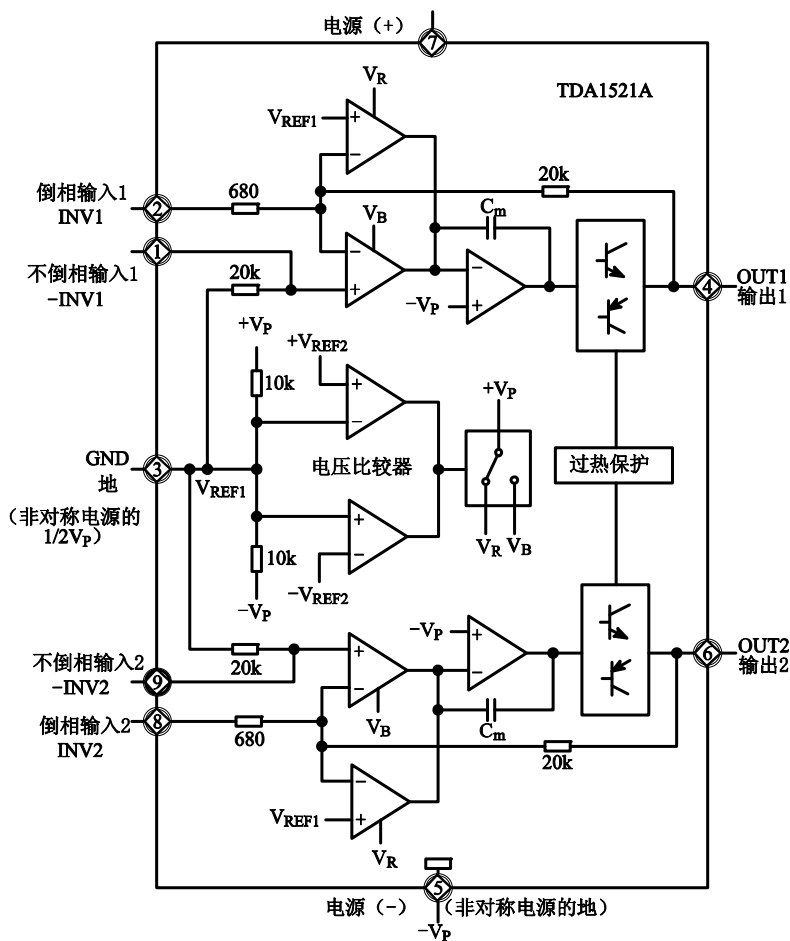 电源（+）
7
TDA1521A
VR
VREF1
+
−
倒相输入1
INV1
2
680
20k
1
不倒相输入1
-INV1
20k
VB
−
+
Cm
−
+
−VP
4
OUT1
输出1
+VP
10k
+VREF2
+
−
+VP
GND
地
3
VREF1
（非对称电源的
1/2VP）
电压比较器
过热保护
VR
VB
+
−
10k
−VP
−VREF2
−VP
+
−
不倒相输入2
-INV2
9
20k
+
−
VB
Cm
6
OUT2
输出2
倒相输入2
INV2
8
680
20k
−
+
VREF1
VR
5
电源（−）
（非对称电源的地）
−VP